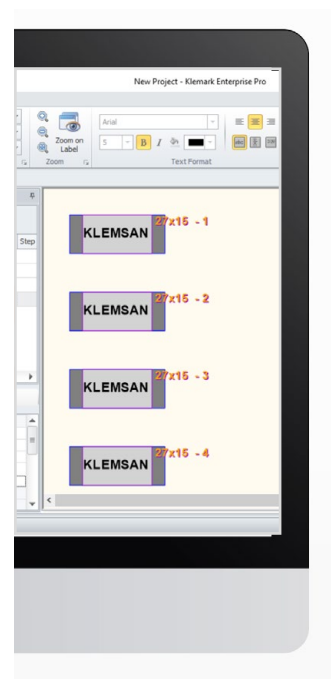 New Project - Klemark Enterprise Pro
Arial
Zoom on
Label
5
B
I
abc
Zoom
Text Format
Step
27x15 - 1
KLEMSAN
27x15 - 2
KLEMSAN
27x15 - 3
KLEMSAN
27x15 - 4
KLEMSAN